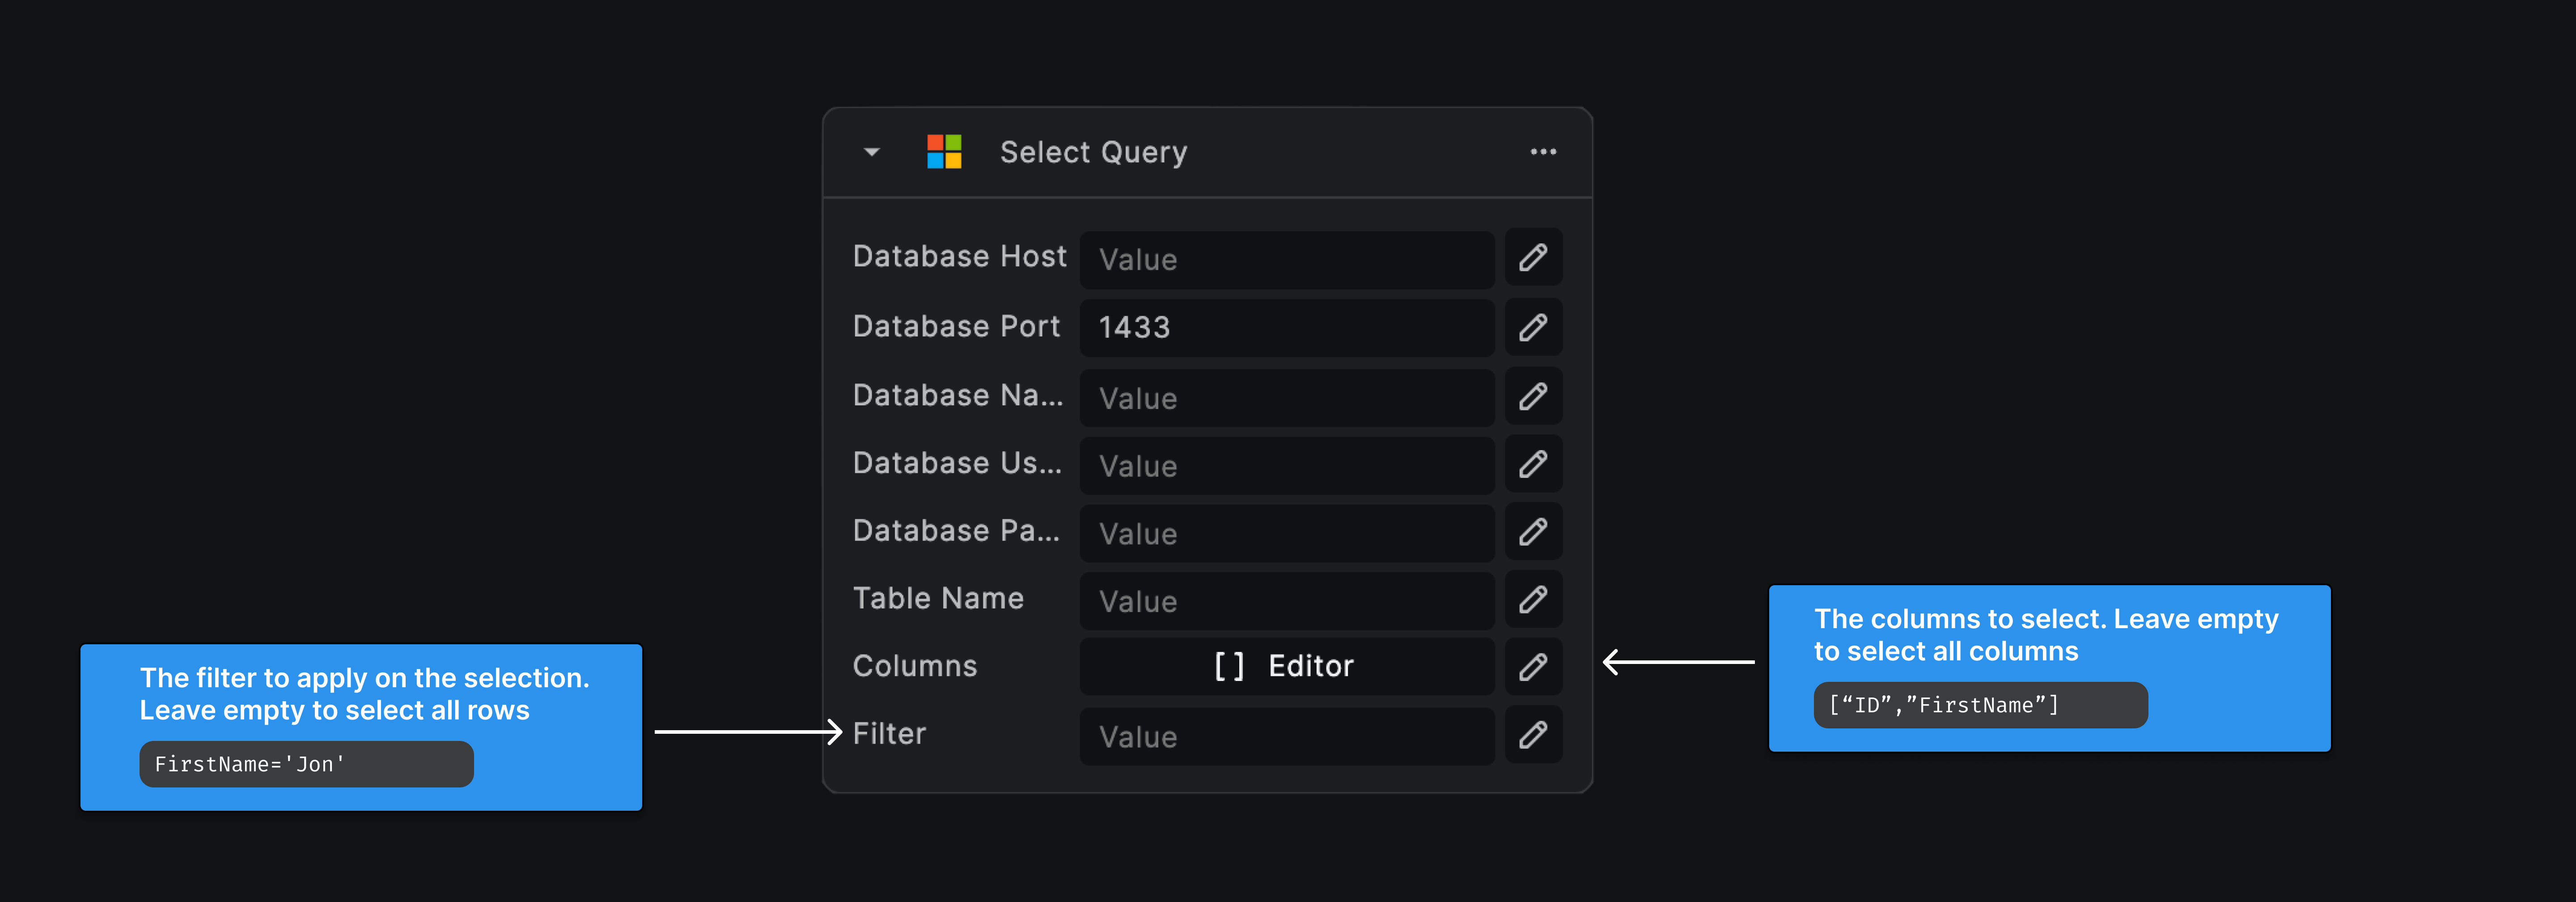 Select Query
Database Host
Value
Database Port
1433
Database Na...
Value
Database Us...
Value
Database Pa...
Value
Table Name
Value
Columns
[] Editor
Filter
Value
The filter to apply on the selection.
Leave empty to select all rows
FirstName='Jon'
The columns to select. Leave empty
to select all columns
[“ID”,”FirstName”]